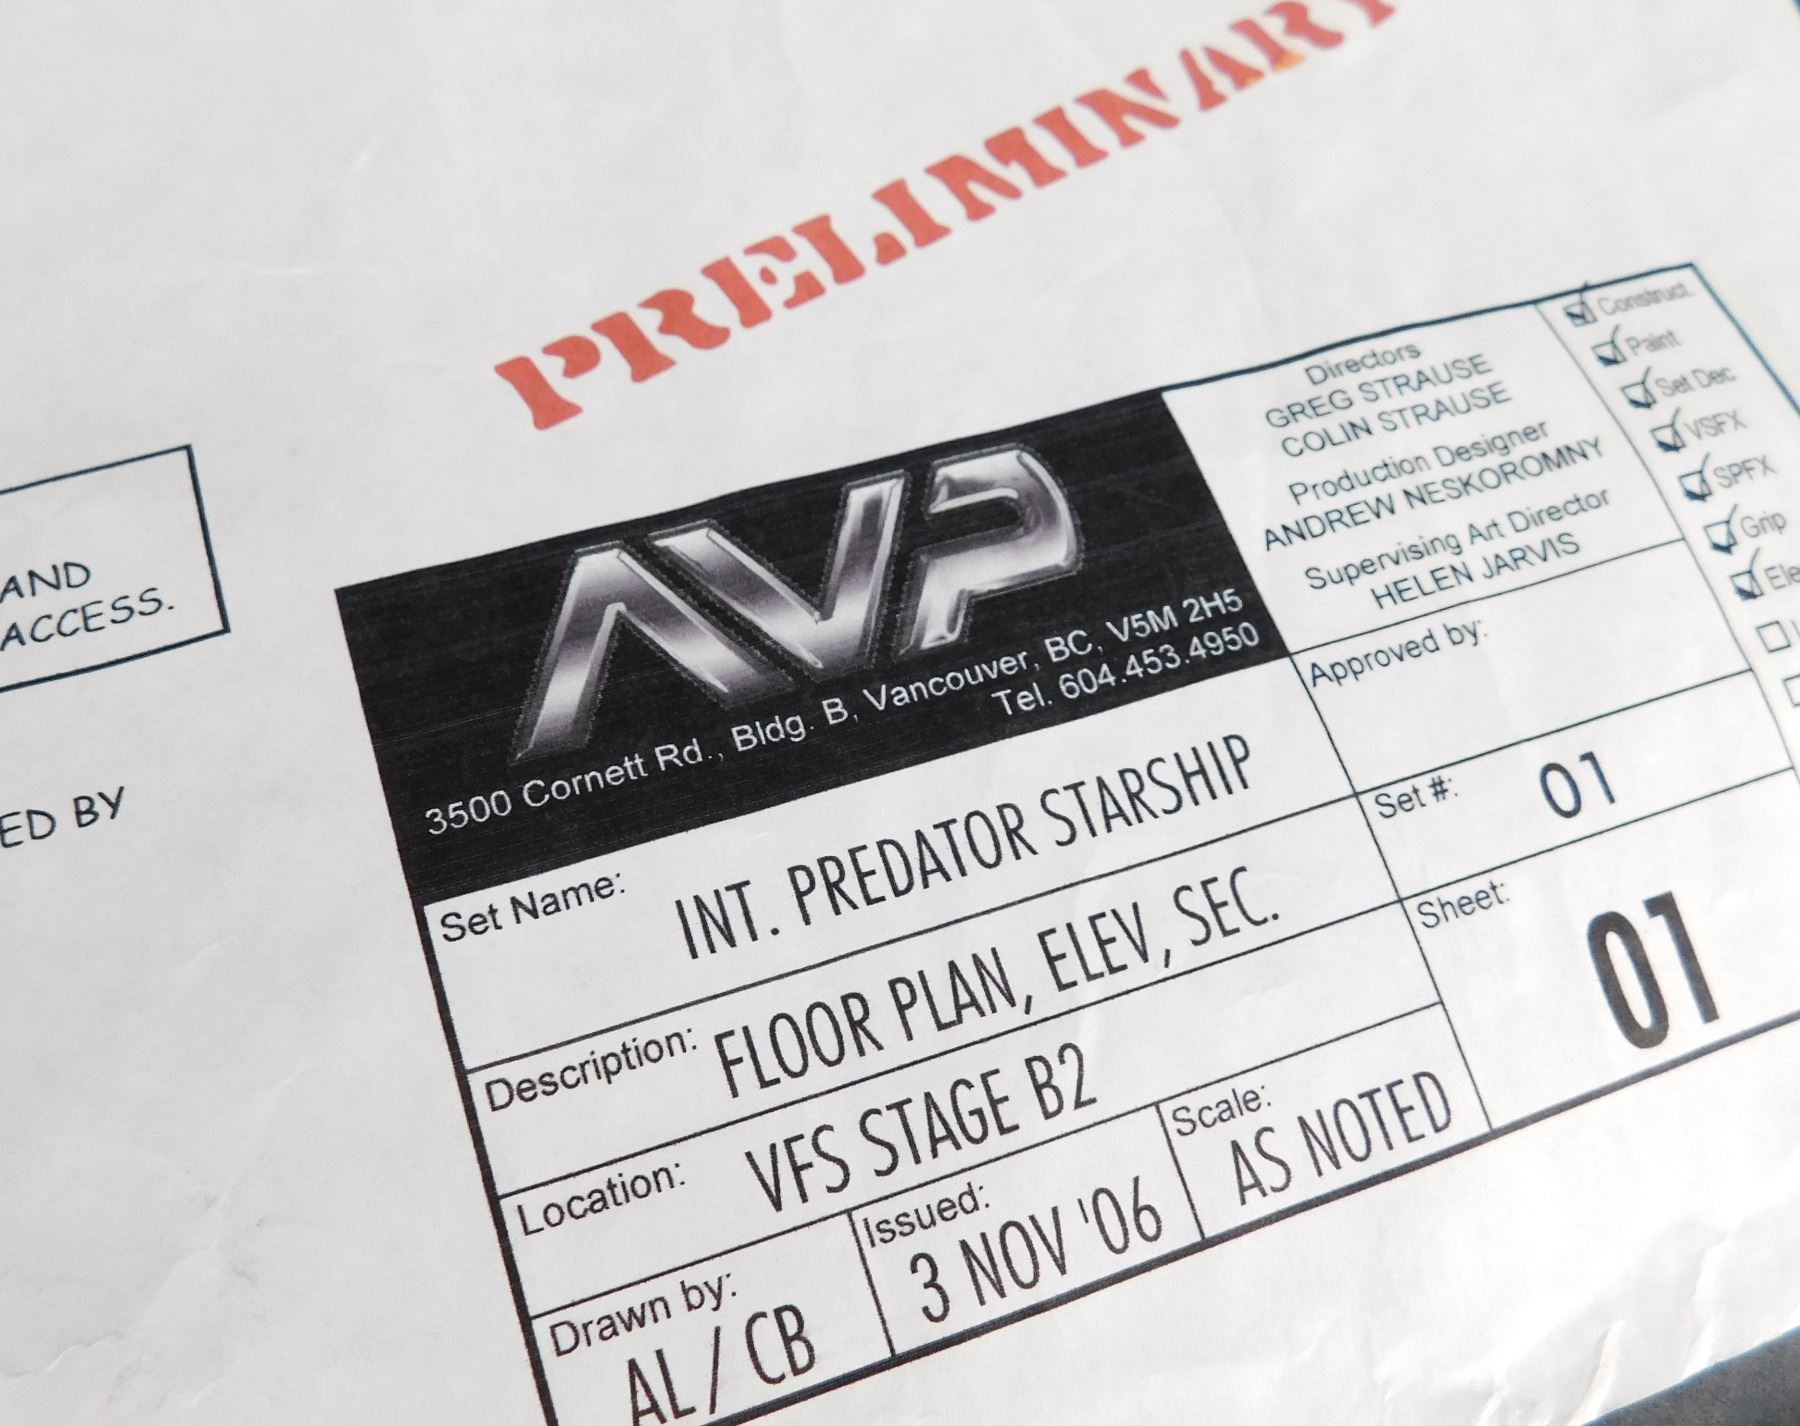 PRELIMINARY
AND
ACCESS.
ED BY
AVP
3500 Cornett Rd., Bldg. B, Vancouver, BC, V5M 2H5
Tel. 604.453.4950
Directors
GREG STRAUSE
COLIN STRAUSE
Production Designer
ANDREW NESKOROMNY
Supervising Art Director
HELEN JARVIS
Construct.
Paint
Set Dec
VSFX
SPFX
Grip
Ele
Approved by:
Set Name: INT. PREDATOR STARSHIP
Set #: 01
Description: FLOOR PLAN, ELEV, SEC.
Sheet: 01
Location: VFS STAGE B2
Drawn by: AL / CB
Issued: 3 NOV '06
Scale: AS NOTED